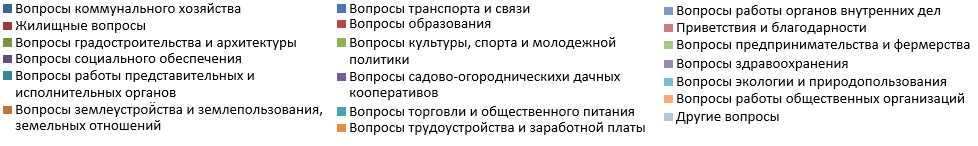 Вопросы коммунального хозяйства
Жилищные вопросы
Вопросы градостроительства и архитектуры
Вопросы социального обеспечения
Вопросы работы представительных и
исполнительных органов
Вопросы землеустройства и землепользования,
земельных отношений
Вопросы транспорта и связи
Вопросы образования
Вопросы культуры, спорта и молодежной
политики
Вопросы садово-огородническихи дачных
кооперативов
Вопросы торговли и общественного питания
Вопросы трудоустройства и заработной платы
Вопросы работы органов внутренних дел
Приветствия и благодарности
Вопросы предпринимательства и фермерства
Вопросы здравоохранения
Вопросы экологии и природопользования
Вопросы работы общественных организаций
Другие вопросы